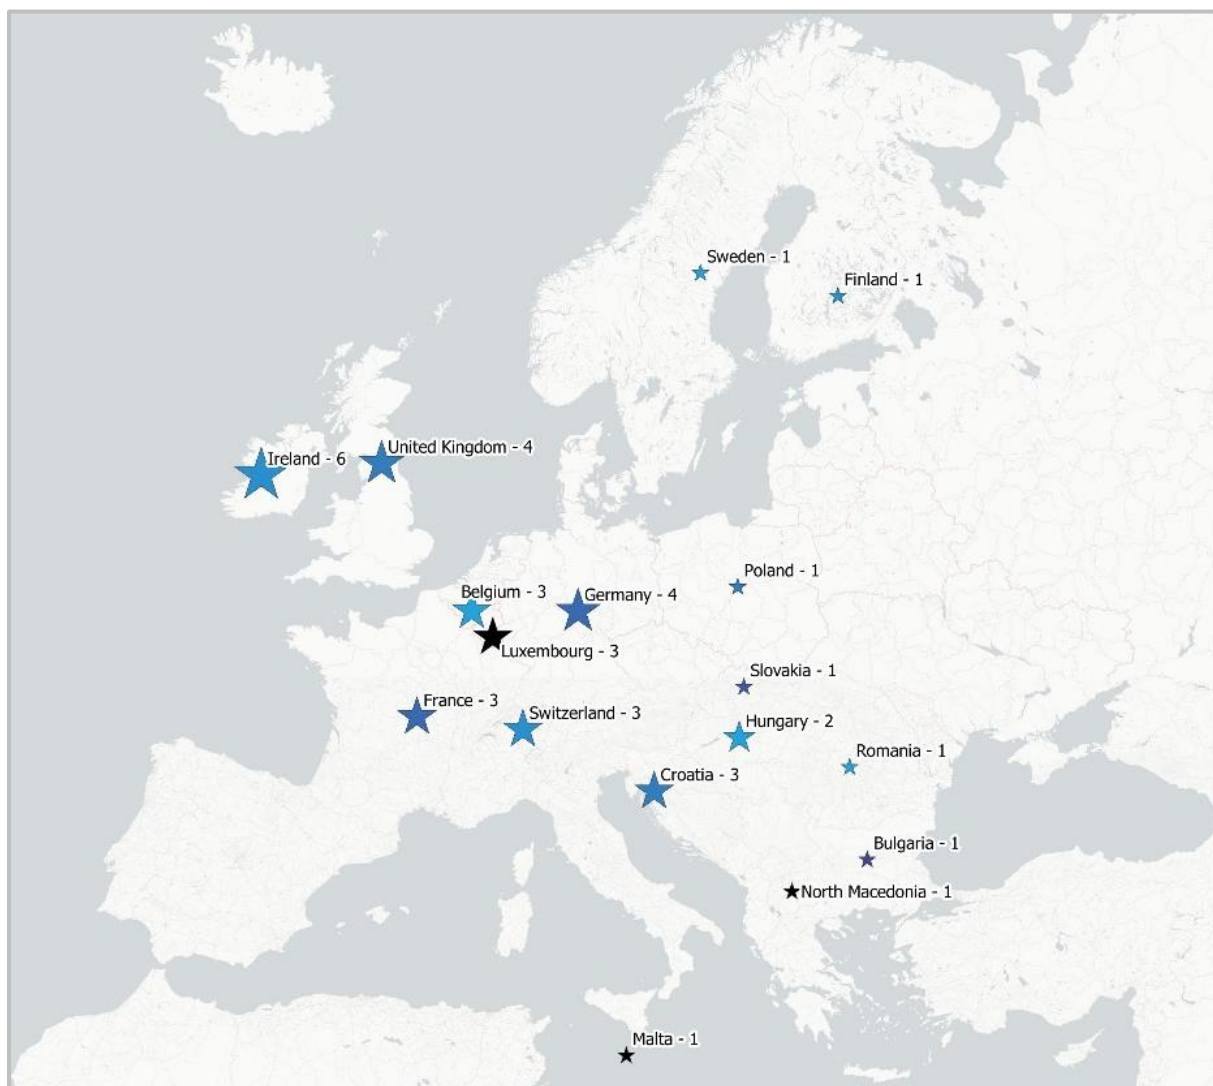 Sweden - 1
Finland - 1
United Kingdom - 4
Ireland - 6
Poland - 1
Belgium - 3
Germany - 4
Luxembourg - 3
Slovakia - 1
France - 3
Switzerland - 3
Hungary - 2
Romania - 1
Croatia - 3
Bulgaria - 1
North Macedonia - 1
Malta - 1